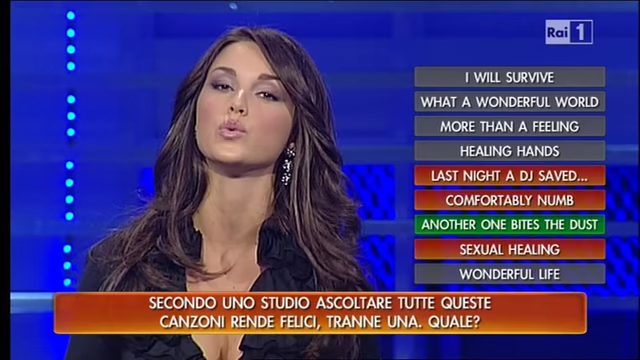 Rai 1
I WILL SURVIVE
WHAT A WONDERFUL WORLD
MORE THAN A FEELING
HEALING HANDS
LAST NIGHT A DJ SAVED...
COMFORTABLY NUMB
ANOTHER ONE BITES THE DUST
SEXUAL HEALING
WONDERFUL LIFE
SECONDO UNO STUDIO ASCOLTARE TUTTE QUESTE
CANZONI RENDE FELICI, TRANNE UNA. QUALE?